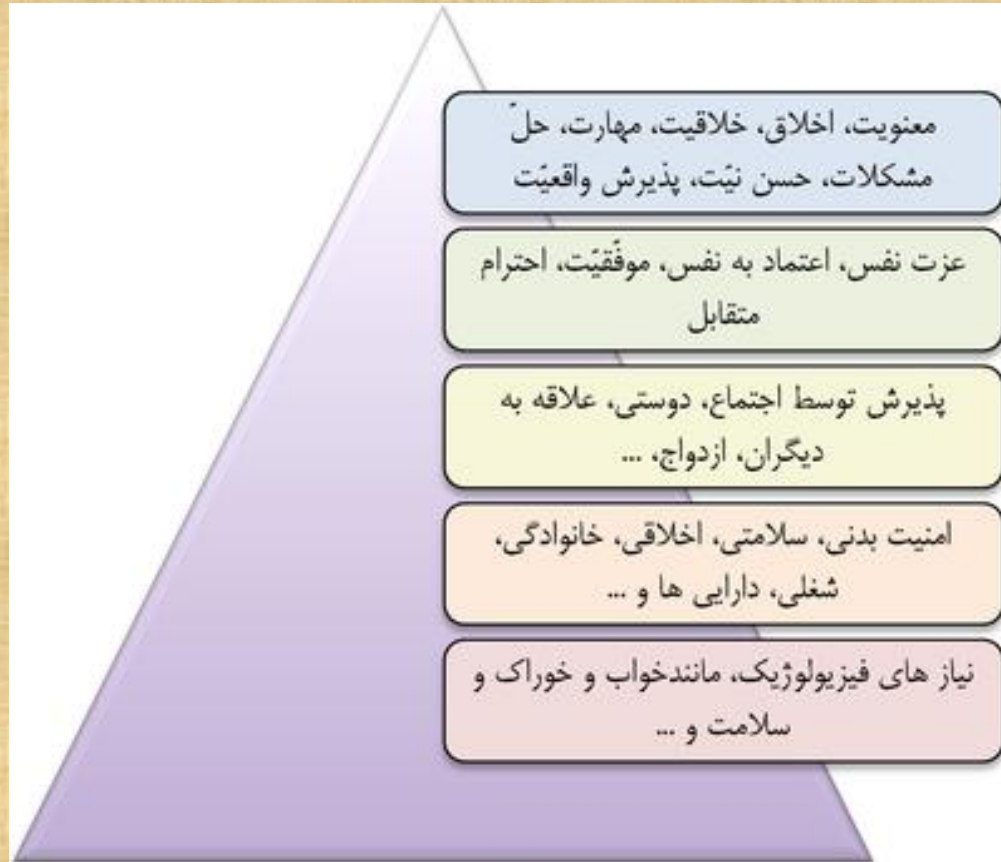 معنویت، اخلاق، خلاقیت، مهارت، حلّ
مشکلات، حسن نیّت، پذیرش واقعیّت
عزت نفس، اعتماد به نفس، موفّقیّت، احترام
متقابل
پذیرش توسط اجتماع، دوستی، علاقه به
دیگران، ازدواج، ...
امنیت بدنی، سلامتی، اخلاقی، خانوادگی،
شغلی، دارایی ها و ...
نیاز های فیزیولوژیک، مانندخواب و خوراک و
سلامت و ...